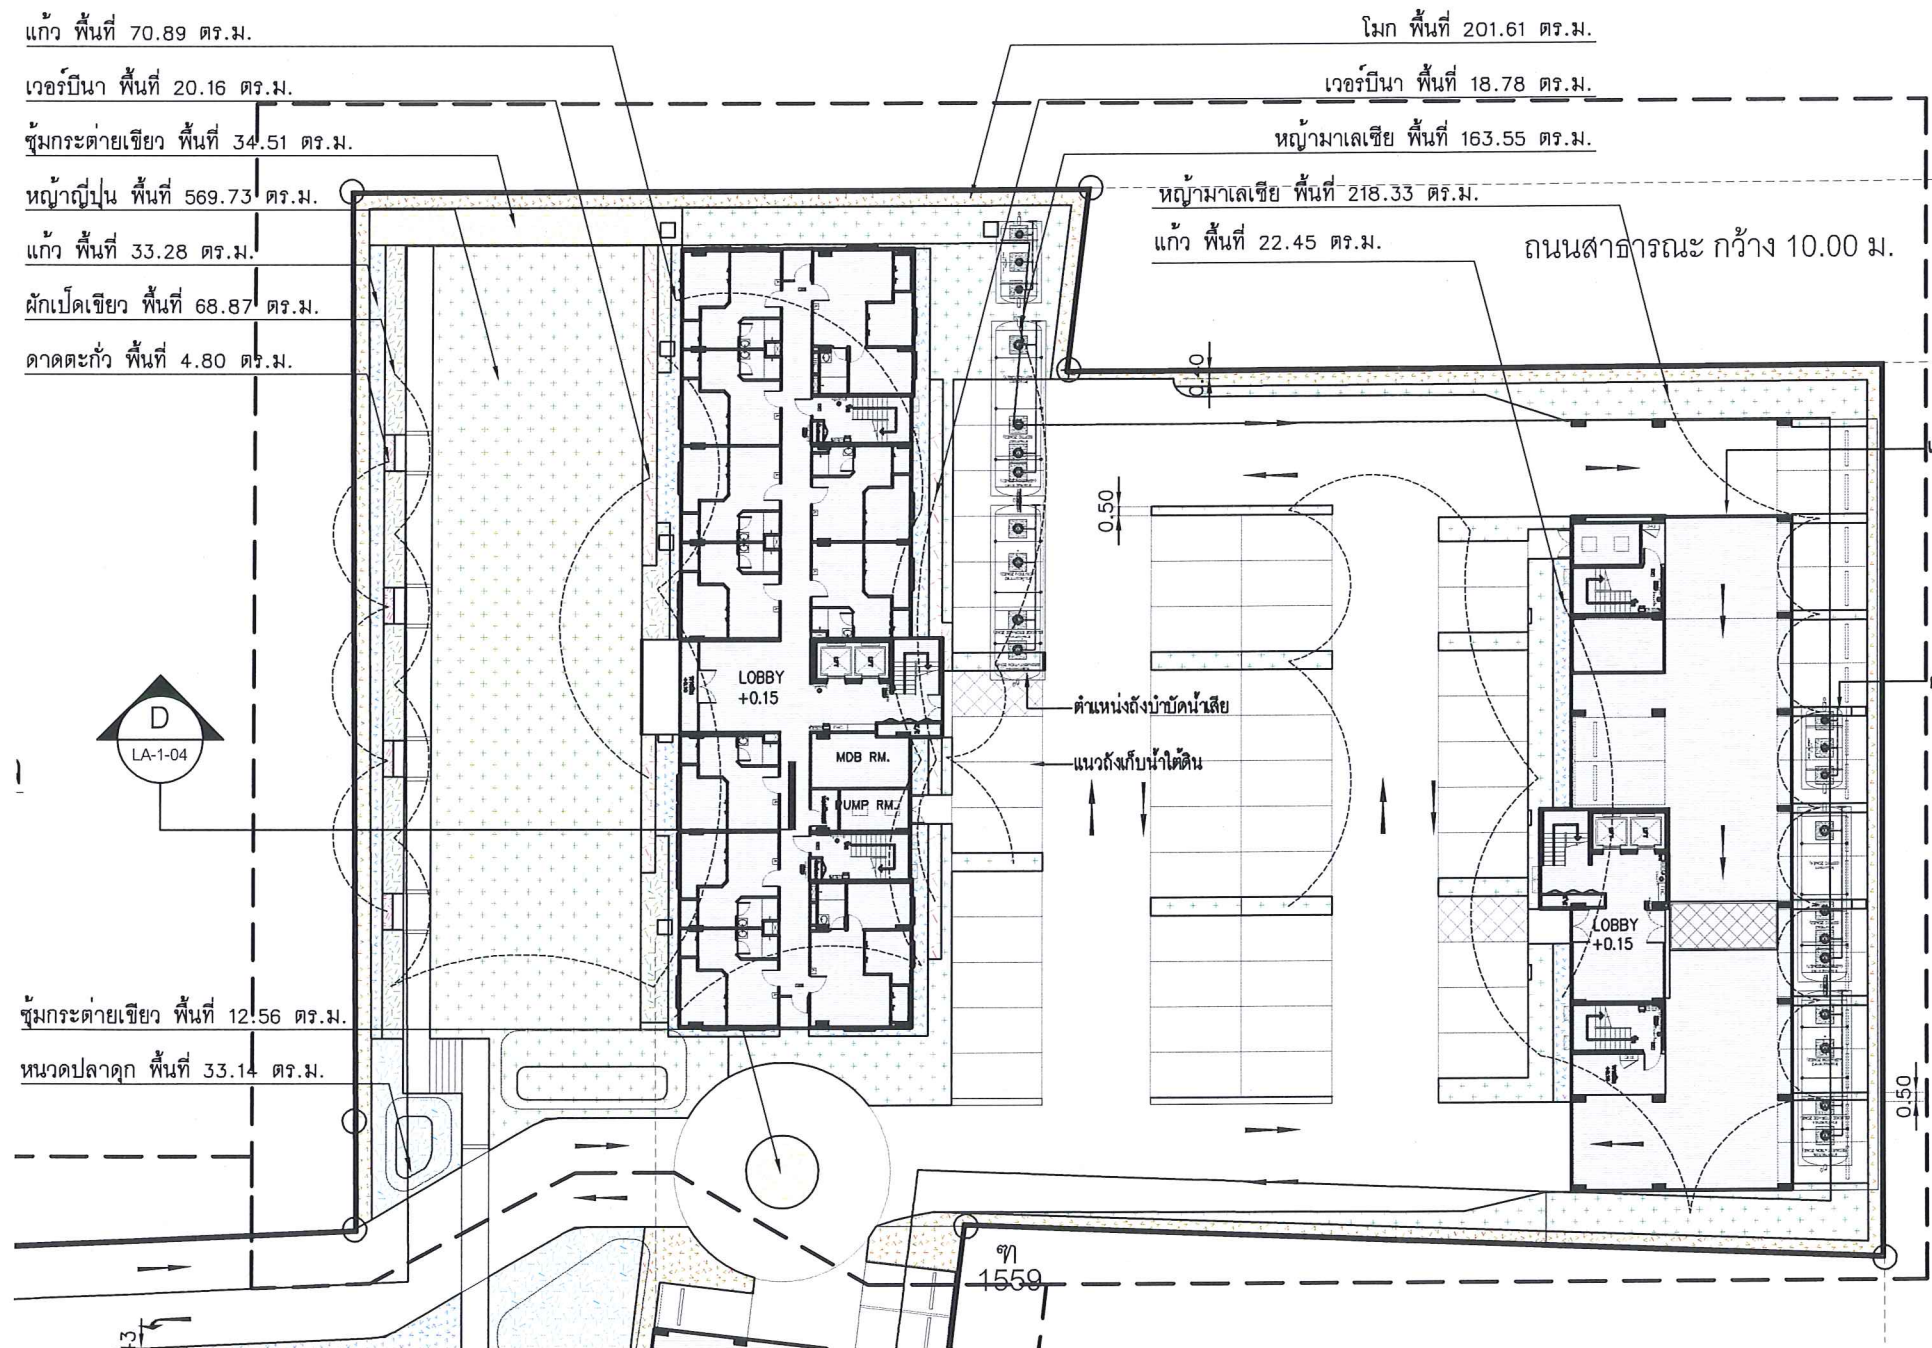 แก้ว พื้นที่ 70.89 ตร.ม.
เวอร์บีนา พื้นที่ 20.16 ตร.ม.
ซุ้มกระต่ายเขียว พื้นที่ 34.51 ตร.ม.
หญ้าญี่ปุ่น พื้นที่ 569.73 ตร.ม.
แก้ว พื้นที่ 33.28 ตร.ม.
ผักเป็ดเขียว พื้นที่ 68.87 ตร.ม.
ดาดตะกั่ว พื้นที่ 4.80 ตร.ม.
โมก พื้นที่ 201.61 ตร.ม.
เวอร์บีนา พื้นที่ 18.78 ตร.ม.
หญ้ามาเลเซีย พื้นที่ 163.55 ตร.ม.
หญ้ามาเลเซีย พื้นที่ 218.33 ตร.ม.
แก้ว พื้นที่ 22.45 ตร.ม.
ถนนสาธารณะ กว้าง 10.00 ม.
0.40
0.50
LOBBY
+0.15
ตำแหน่งถังบำบัดน้ำเสีย
D
LA-1-04
MDB RM.
แนวถังเก็บน้ำใต้ดิน
PUMP RM.
LOBBY
+0.15
ซุ้มกระต่ายเขียว พื้นที่ 12.56 ตร.ม.
หนวดปลาดุก พื้นที่ 33.14 ตร.ม.
0.50
1559